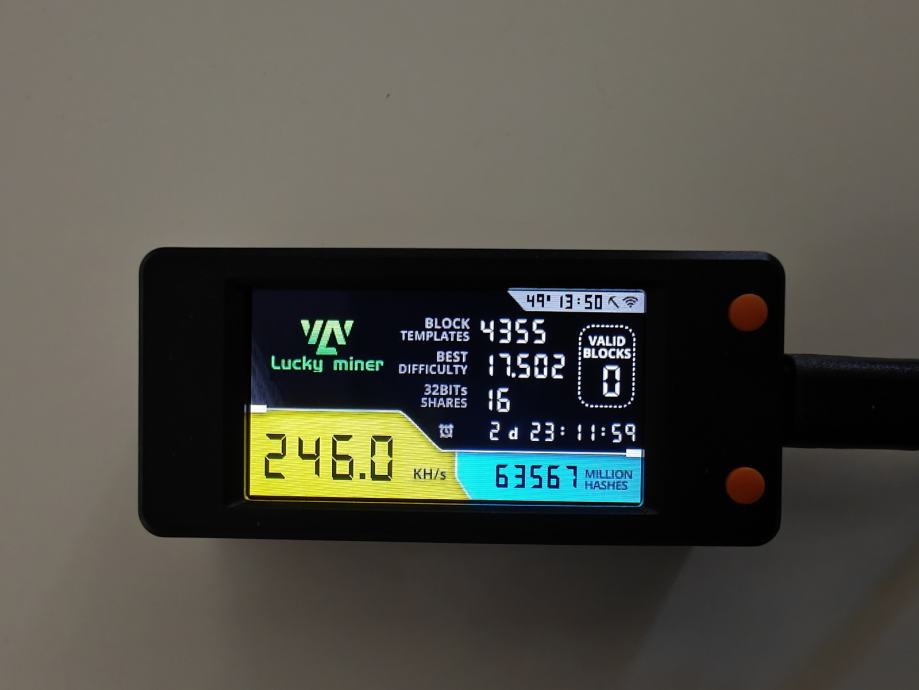 49° 13:50
BLOCK TEMPLATES 4355
VALID BLOCKS
0
BEST DIFFICULTY 17.502
Lucky miner
32BITs SHARES 16
2 d 23:11:59
246.0 KH/s
63567 MILLION HASHES